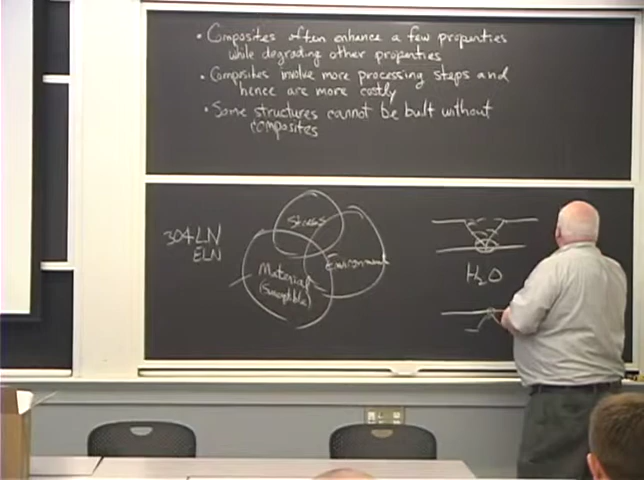 • Composites often enhance a few properties
while degrading other properties
• Composites involve more processing steps and
hence are more costly
• Some structures cannot be built without
composites
304LN
ELN
Stress
Environment
Material
(Susceptible)
H₂O